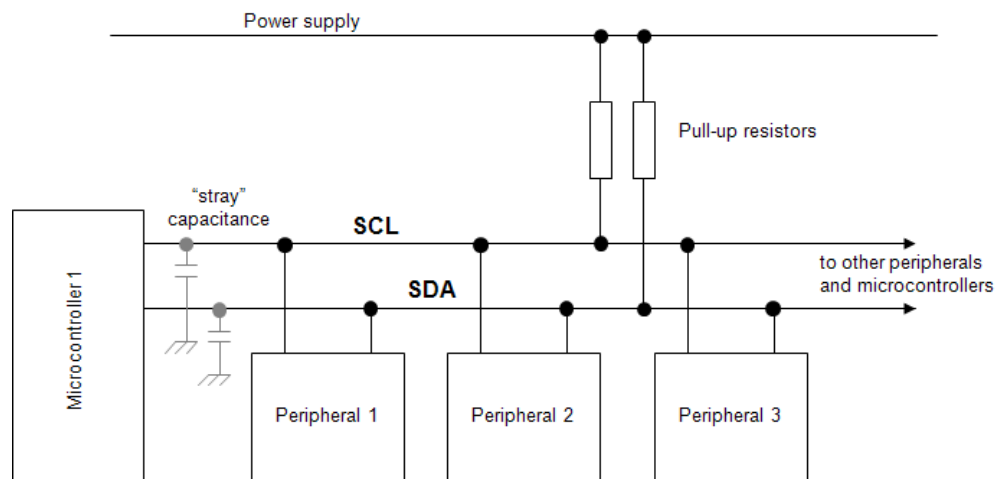 Power supply
Pull-up resistors
“stray”
capacitance
SCL
to other peripherals
and microcontrollers
SDA
Microcontroller 1
Peripheral 1
Peripheral 2
Peripheral 3